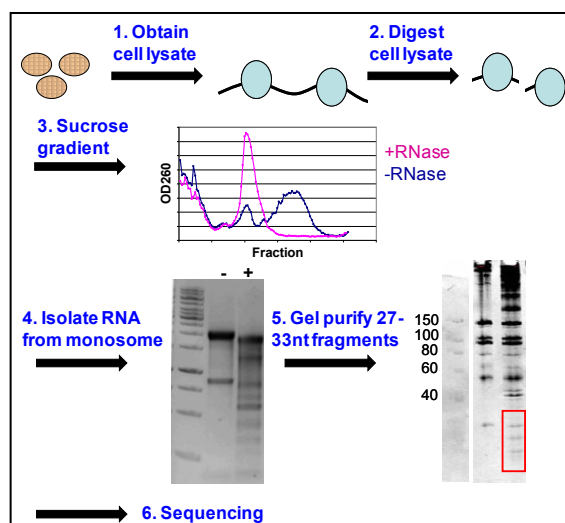 1. Obtain
cell lysate
2. Digest
cell lysate
3. Sucrose
gradient
OD260
+RNase
-RNase
Fraction
- +
4. Isolate RNA
from monosome
5. Gel purify 27-
33nt fragments
150
100
80
60
40
6. Sequencing